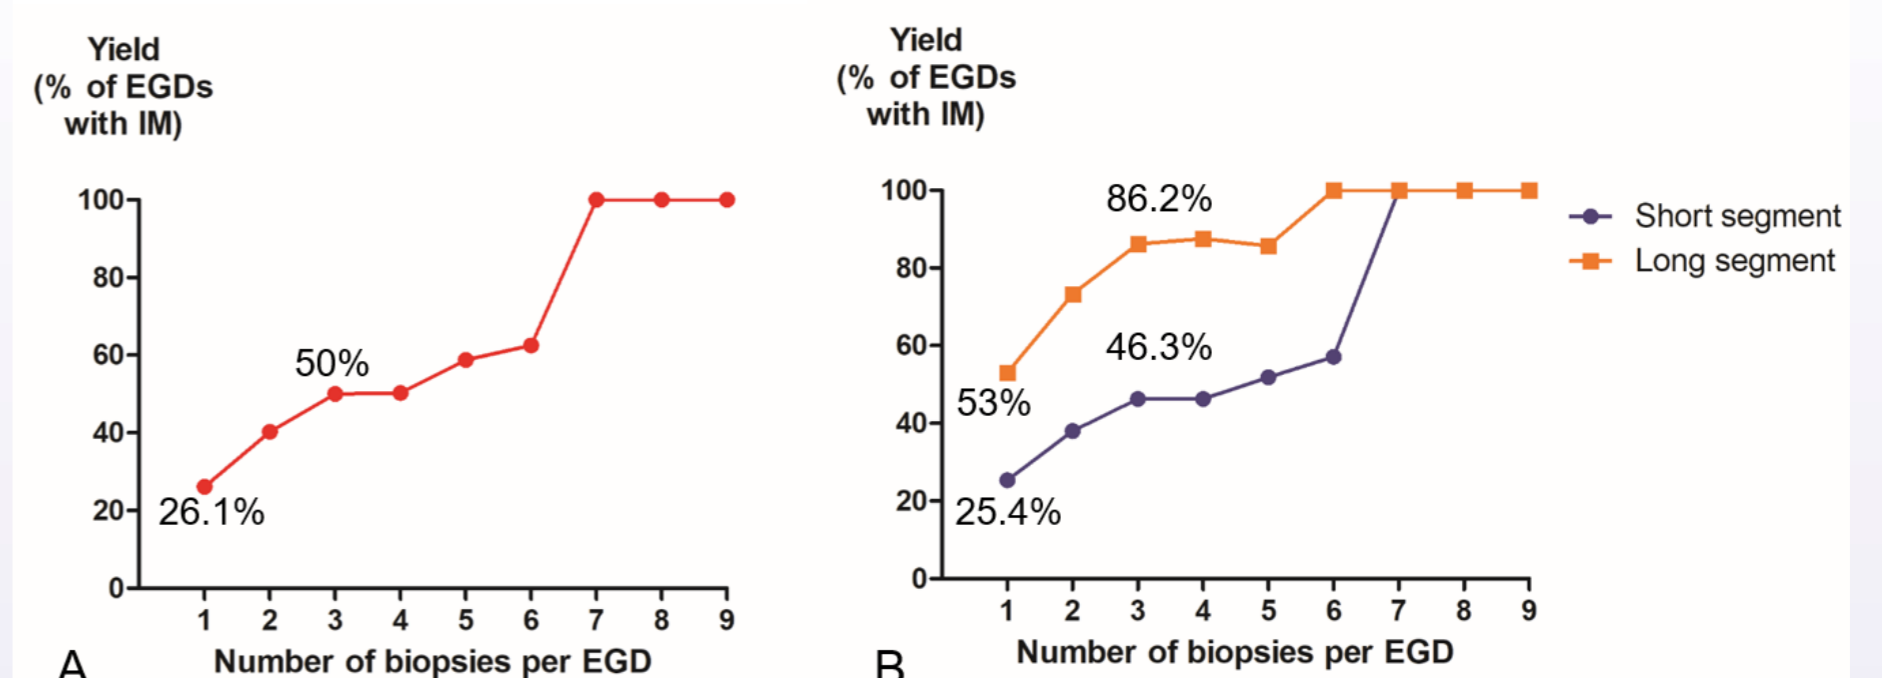 Yield
(% of EGDs
with IM)
100
80
60
40
20
0
50%
26.1%
1 2 3 4 5 6 7 8 9
Number of biopsies per EGD
A
Yield
(% of EGDs
with IM)
100
80
60
40
20
0
86.2%
46.3%
53%
25.4%
1 2 3 4 5 6 7 8 9
Number of biopsies per EGD
B
Short segment
Long segment